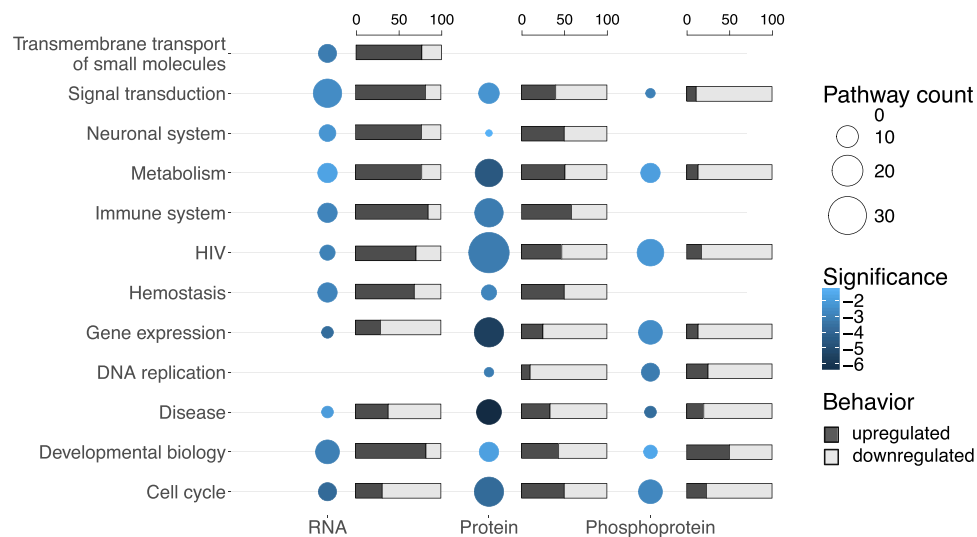 0 50 100 0 50 100 0 50 100
Transmembrane transport
of small molecules
Signal transduction
Neuronal system
Metabolism
Immune system
HIV
Hemostasis
Gene expression
DNA replication
Disease
Developmental biology
Cell cycle
RNA Protein Phosphoprotein
Pathway count
0
10
20
30
Significance
−2
−3
−4
−5
−6
Behavior
upregulated
downregulated